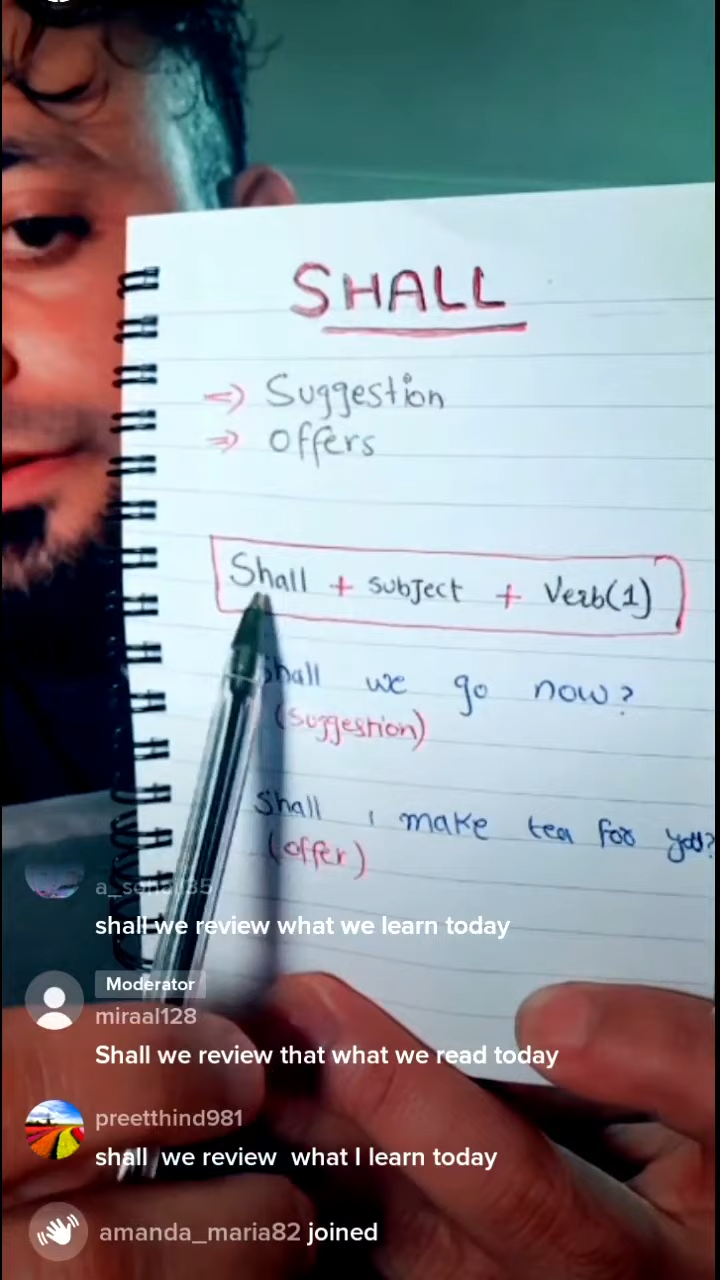 SHALL
=> Suggestion
=> Offers
Shall + subject + Verb(1)
Shall we go now?
(suggestion)
Shall i make tea for you?
(offer)
shall we review what we learn today
Moderator
miraal128
Shall we review that what we read today
preetthind981
shall we review what I learn today
amanda_maria82 joined